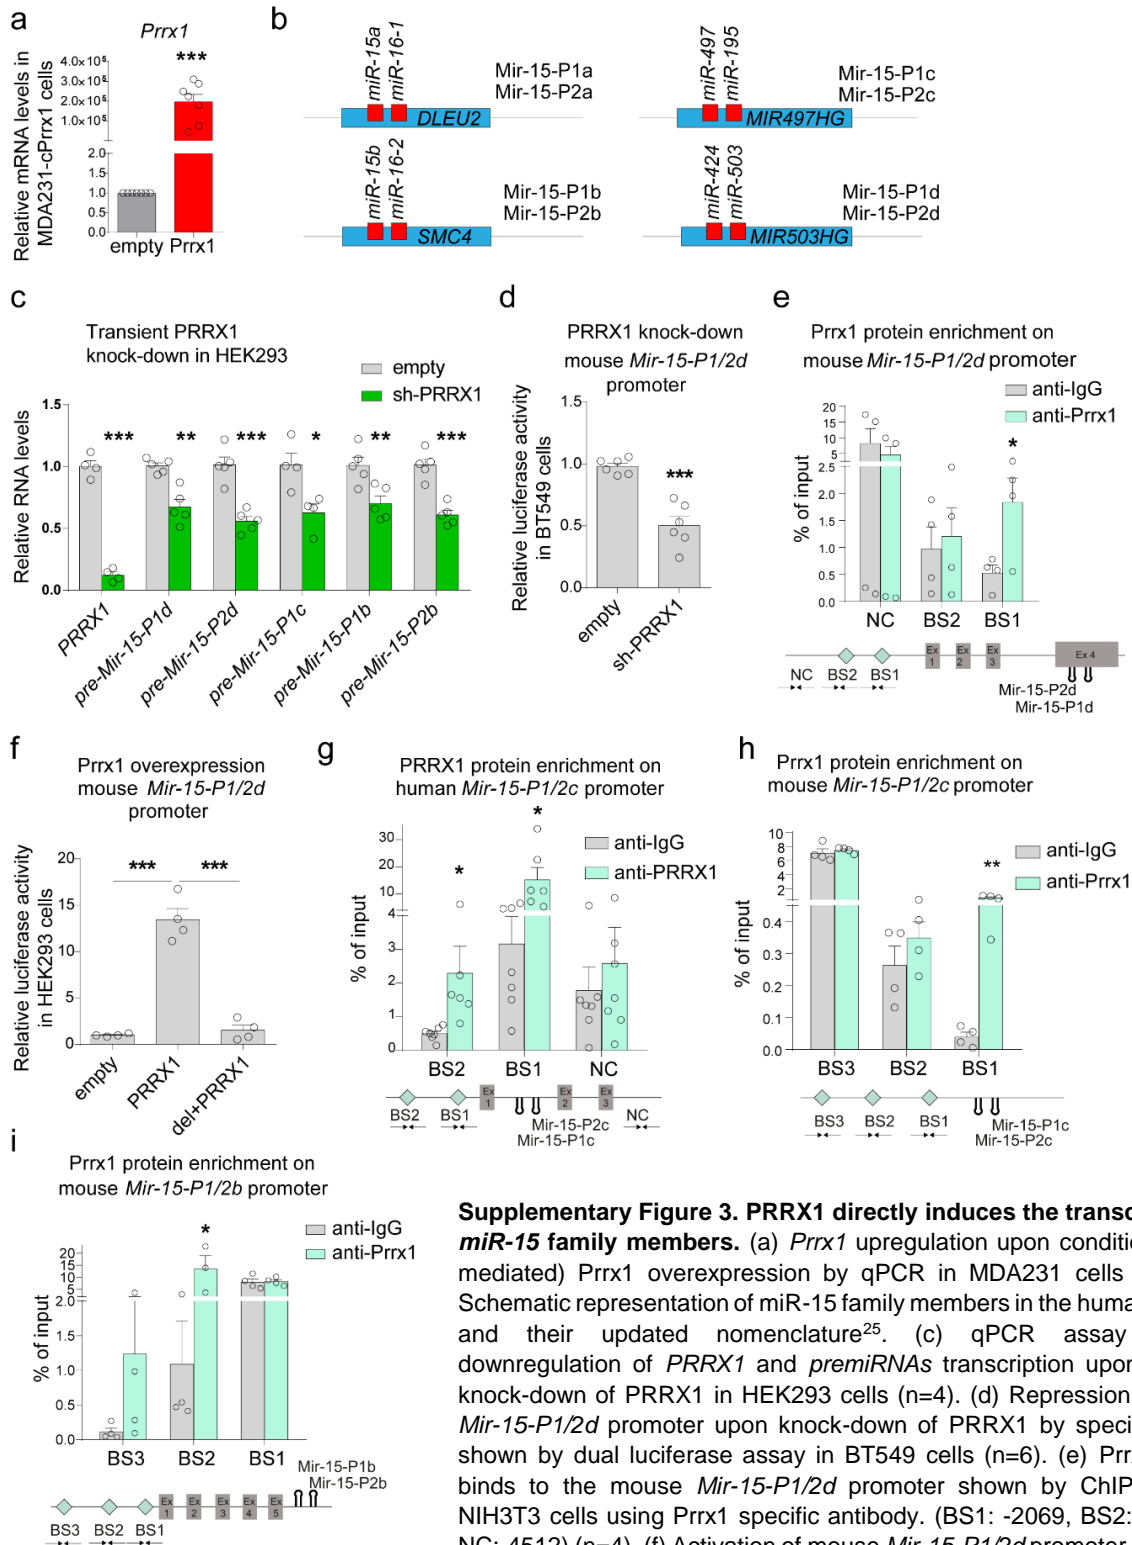 a
Prrx1
Relative mRNA levels in
MDA231-cPrrx1 cells
***
4.0×10⁵
3.0×10⁵
2.0×10⁵
1.0×10⁵
2.0
1.5
1.0
0.5
0.0
empty Prrx1
b
miR-15a miR-16-1
DLEU2
Mir-15-P1a
Mir-15-P2a
miR-497 miR-195
MIR497HG
Mir-15-P1c
Mir-15-P2c
miR-15b miR-16-2
SMC4
Mir-15-P1b
Mir-15-P2b
miR-424 miR-503
MIR503HG
Mir-15-P1d
Mir-15-P2d
c
Transient PRRX1
knock-down in HEK293
empty
sh-PRRX1
Relative RNA levels
1.5
1.0
0.5
0.0
*** ** *** * ** ***
PRRX1 pre-Mir-15-P1d pre-Mir-15-P2d pre-Mir-15-P1c pre-Mir-15-P1b pre-Mir-15-P2b
d
PRRX1 knock-down
mouse Mir-15-P1/2d
promoter
Relative luciferase activity
in BT549 cells
1.5
1.0
0.5
0.0
***
empty sh-PRRX1
e
Prrx1 protein enrichment on
mouse Mir-15-P1/2d promoter
anti-IgG
anti-Prrx1
% of input
20
15
10
5
2.5
2.0
1.5
1.0
0.5
0.0
*
NC BS2 BS1
Ex 1 Ex 2 Ex 3 Ex 4
NC BS2 BS1
Mir-15-P2d
Mir-15-P1d
f
Prrx1 overexpression
mouse Mir-15-P1/2d
promoter
Relative luciferase activity
in HEK293 cells
20
15
10
5
0
*** ***
empty PRRX1 del+PRRX1
g
PRRX1 protein enrichment on
human Mir-15-P1/2c promoter
anti-IgG
anti-PRRX1
% of input
30
20
10
4
3
2
1
0
* *
BS2 BS1 NC
Ex 1 Ex 2 Ex 3
BS2 BS1 NC
Mir-15-P2c
Mir-15-P1c
h
Prrx1 protein enrichment on
mouse Mir-15-P1/2c promoter
anti-IgG
anti-Prrx1
% of input
10
8
6
4
2
0.4
0.3
0.2
0.1
0.0
**
BS3 BS2 BS1
BS3 BS2 BS1
Mir-15-P1c
Mir-15-P2c
i
Prrx1 protein enrichment on
mouse Mir-15-P1/2b promoter
anti-IgG
anti-Prrx1
% of input
20
15
10
5
2.0
1.5
1.0
0.5
0.0
*
BS3 BS2 BS1
Mir-15-P1b
Mir-15-P2b
Ex 1 Ex 2 Ex 3 Ex 4 Ex 5
BS3 BS2 BS1
Supplementary Figure 3. PRRX1 directly induces the transc
miR-15 family members. (a) Prrx1 upregulation upon conditio
mediated) Prrx1 overexpression by qPCR in MDA231 cells
Schematic representation of miR-15 family members in the huma
and their updated nomenclature25. (c) qPCR assay
downregulation of PRRX1 and premiRNAs transcription upor
knock-down of PRRX1 in HEK293 cells (n=4). (d) Repression
Mir-15-P1/2d promoter upon knock-down of PRRX1 by speci
shown by dual luciferase assay in BT549 cells (n=6). (e) Prr
binds to the mouse Mir-15-P1/2d promoter shown by ChIP
NIH3T3 cells using Prrx1 specific antibody. (BS1: -2069, BS2:
NC: 4512) (n=4). (f) Activation of mouse Mir-15-P1/2d promoter